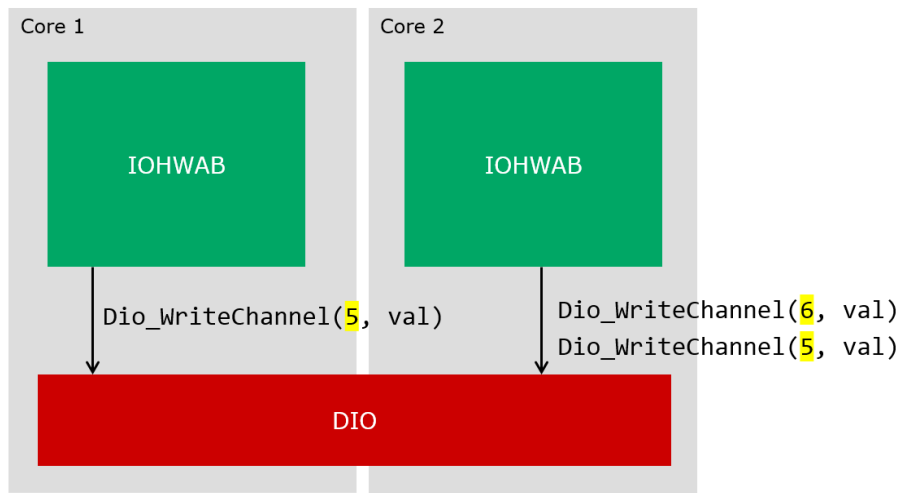 Core 1
Core 2
IOHWAB
IOHWAB
Dio_WriteChannel(5, val)
Dio_WriteChannel(6, val)
Dio_WriteChannel(5, val)
DIO